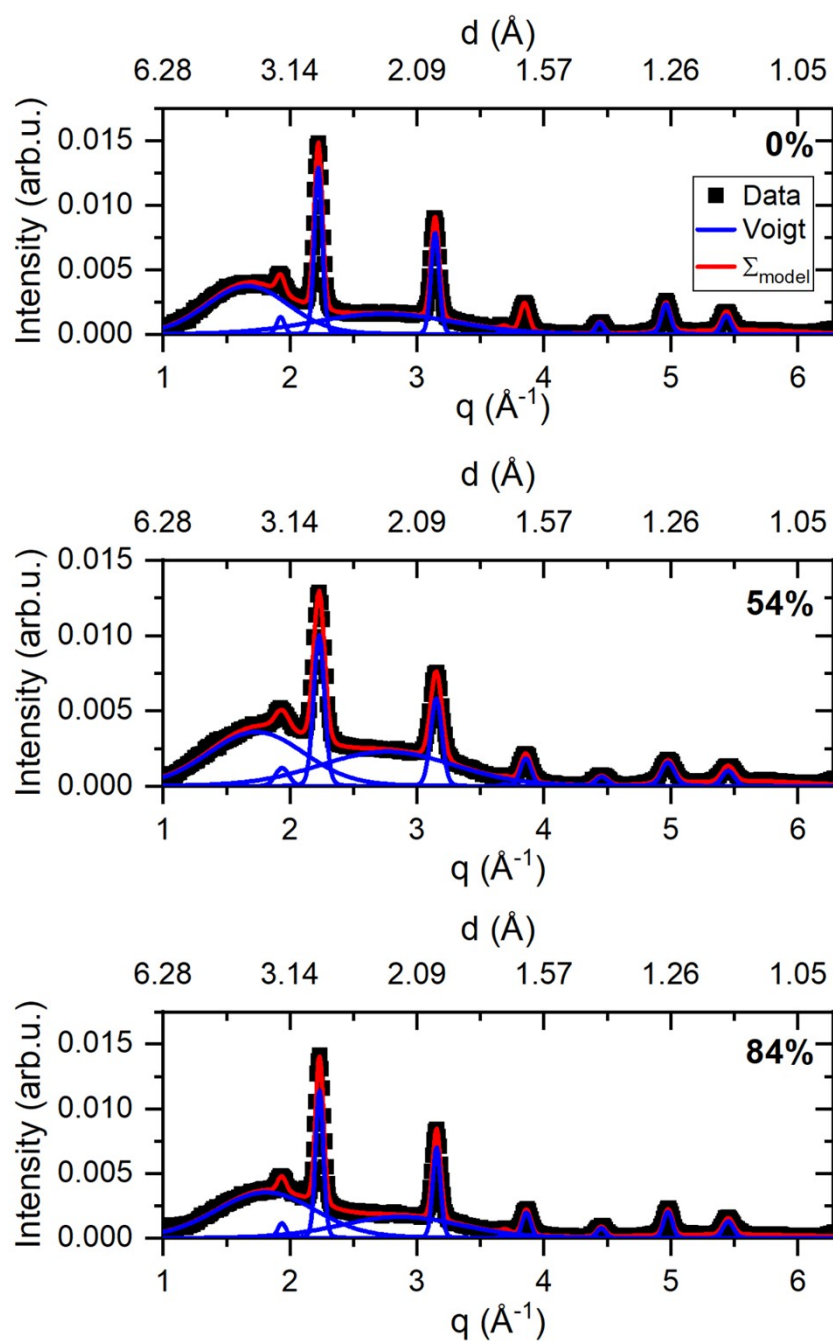 d (Å)
6.28 3.14 2.09 1.57 1.26 1.05
0%
0.015
0.010
0.005
0.000
Intensity (arb.u.)
Data
Voigt
Σmodel
1 2 3 4 5 6
q (Å-1)
d (Å)
6.28 3.14 2.09 1.57 1.26 1.05
54%
0.015
0.010
0.005
0.000
Intensity (arb.u.)
1 2 3 4 5 6
q (Å-1)
d (Å)
6.28 3.14 2.09 1.57 1.26 1.05
84%
0.015
0.010
0.005
0.000
Intensity (arb.u.)
1 2 3 4 5 6
q (Å-1)